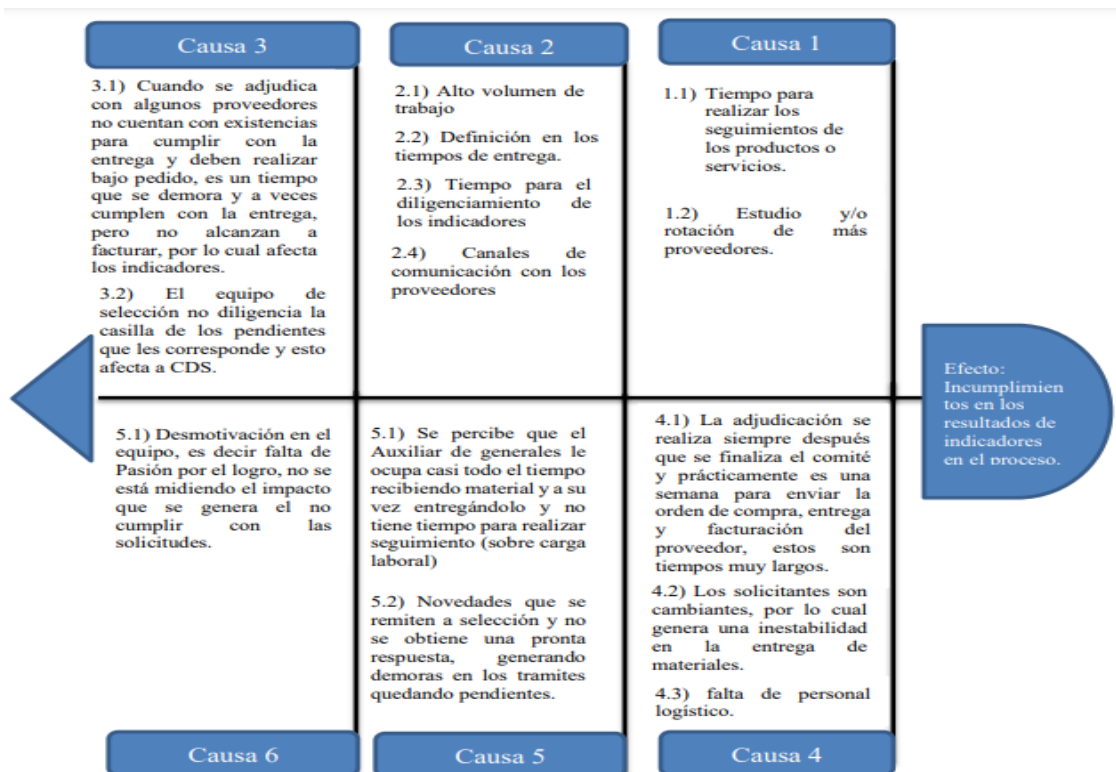 Causa 3
3.1) Cuando se adjudica
con algunos proveedores
no cuentan con existencias
para cumplir con la
entrega y deben realizar
bajo pedido, es un tiempo
que se demora y a veces
cumplen con la entrega,
pero no alcanzan a
facturar, por lo cual afecta
los indicadores.
3.2) El equipo de
selección no diligencia la
casilla de los pendientes
que les corresponde y esto
afecta a CDS.
Causa 2
2.1) Alto volumen de
trabajo
2.2) Definición en los
tiempos de entrega.
2.3) Tiempo para el
diligenciamiento de
los indicadores
2.4) Canales de
comunicación con los
proveedores
Causa 1
1.1) Tiempo para
realizar los
seguimientos de
los productos o
servicios.
1.2) Estudio y/o
rotación de más
proveedores.
Efecto:
Incumplimien
tos en los
resultados de
indicadores
en el proceso.
5.1) Desmotivación en el
equipo, es decir falta de
Pasión por el logro, no se
está midiendo el impacto
que se genera el no
cumplir con las
solicitudes.
Causa 6
5.1) Se percibe que el
Auxiliar de generales le
ocupa casi todo el tiempo
recibiendo material y a su
vez entregándolo y no
tiene tiempo para realizar
seguimiento (sobre carga
laboral)
5.2) Novedades que se
remiten a selección y no
se obtiene una pronta
respuesta, generando
demoras en los tramites
quedando pendientes.
Causa 5
4.1) La adjudicación se
realiza siempre después
que se finaliza el comité
y prácticamente es una
semana para enviar la
orden de compra, entrega
y facturación del
proveedor, estos son
tiempos muy largos.
4.2) Los solicitantes son
cambiantes, por lo cual
genera una inestabilidad
en la entrega de
materiales.
4.3) falta de personal
logístico.
Causa 4